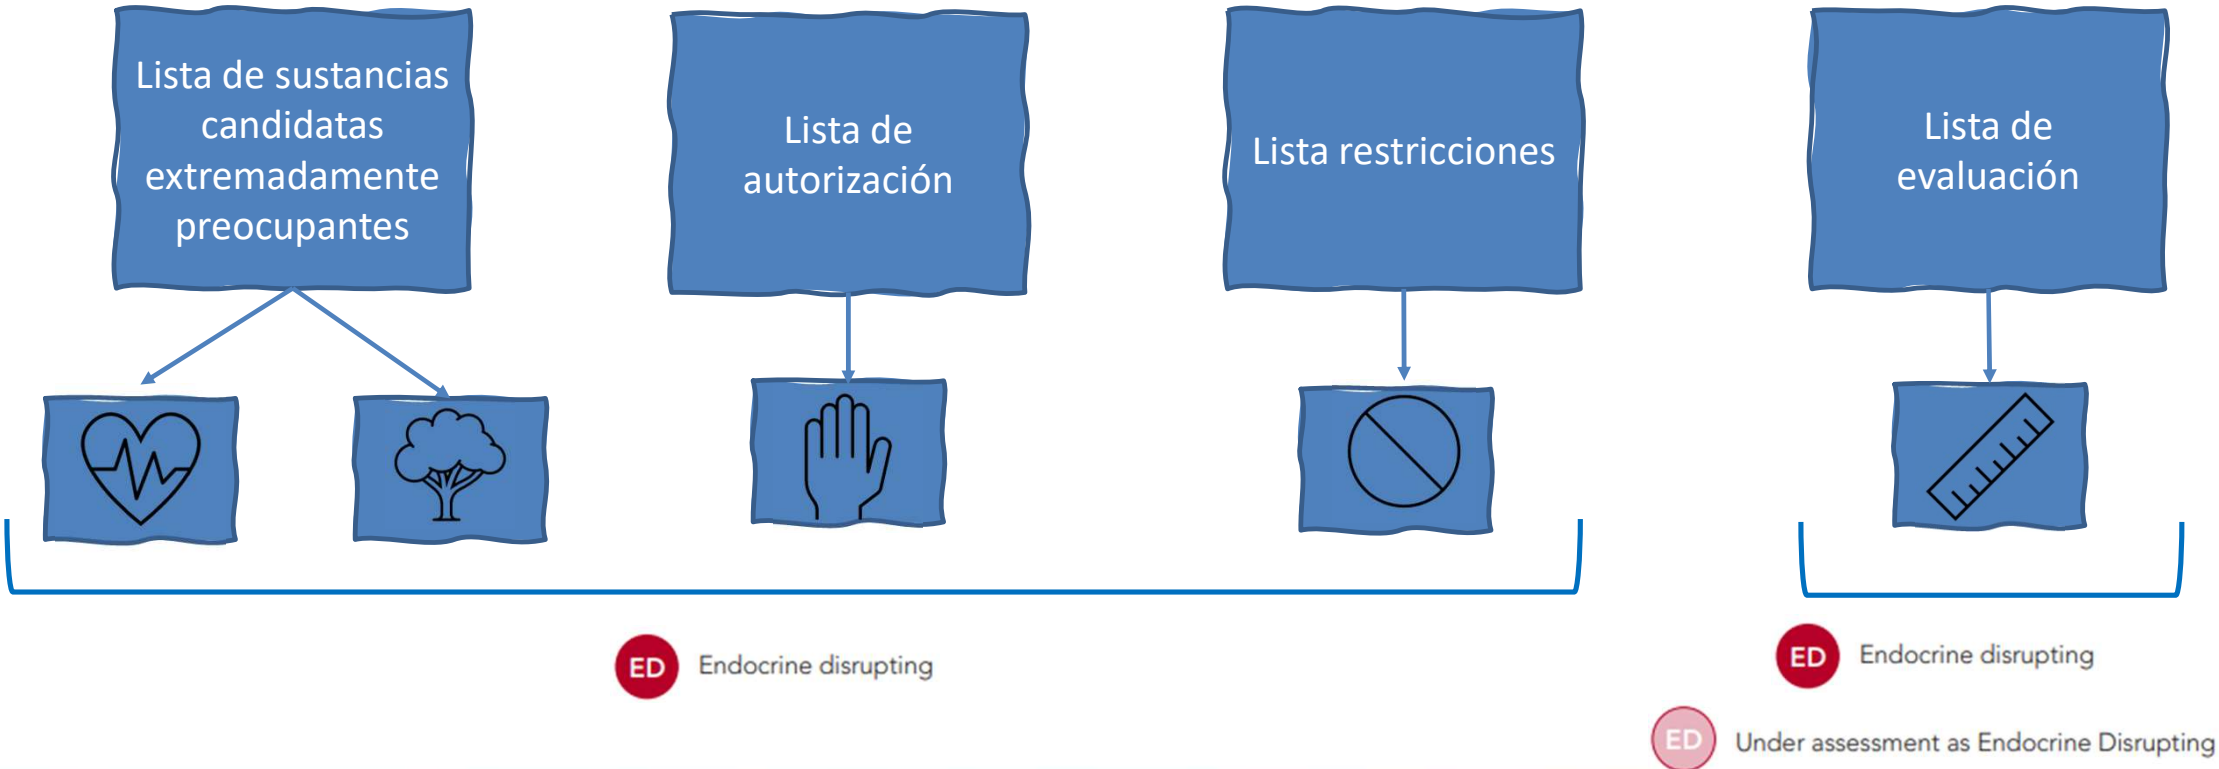 Lista de sustancias
candidatas
extremadamente
preocupantes
Lista de
autorización
Lista restricciones
Lista de
evaluación
ED Endocrine disrupting
ED Endocrine disrupting
ED Under assessment as Endocrine Disrupting